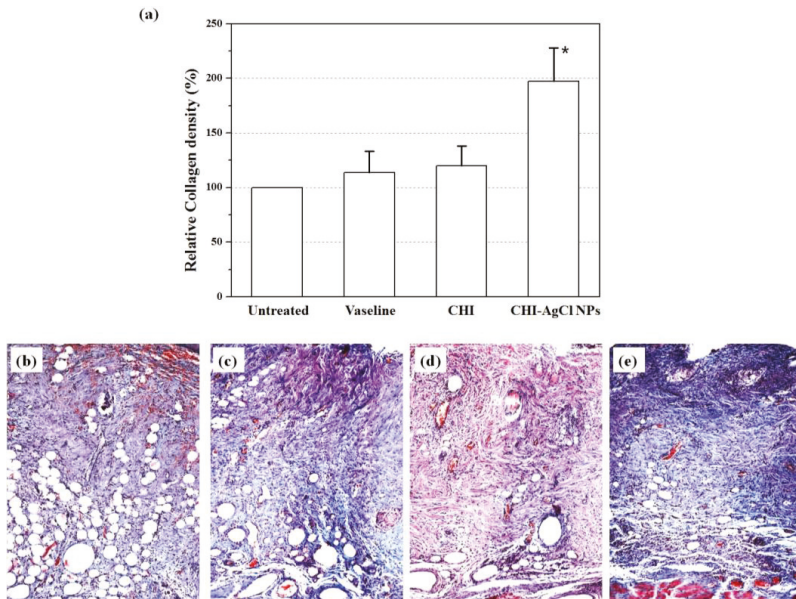 (a)
250
200
150
100
50
0
Relative Collagen density (%)
*
Untreated Vaseline CHI CHI-AgCl NPs
(b) (c) (d) (e)